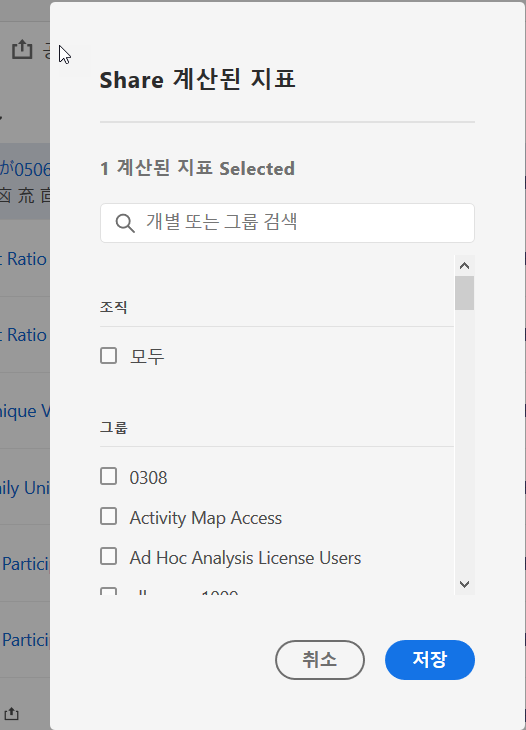 Share 계산된 지표
1 계산된 지표 Selected
개별 또는 그룹 검색
조직
모두
그룹
0308
Activity Map Access
Ad Hoc Analysis License Users
취소
저장
が0506
Ratio
Ratio
nique V
ily Uni
Partici
Partici